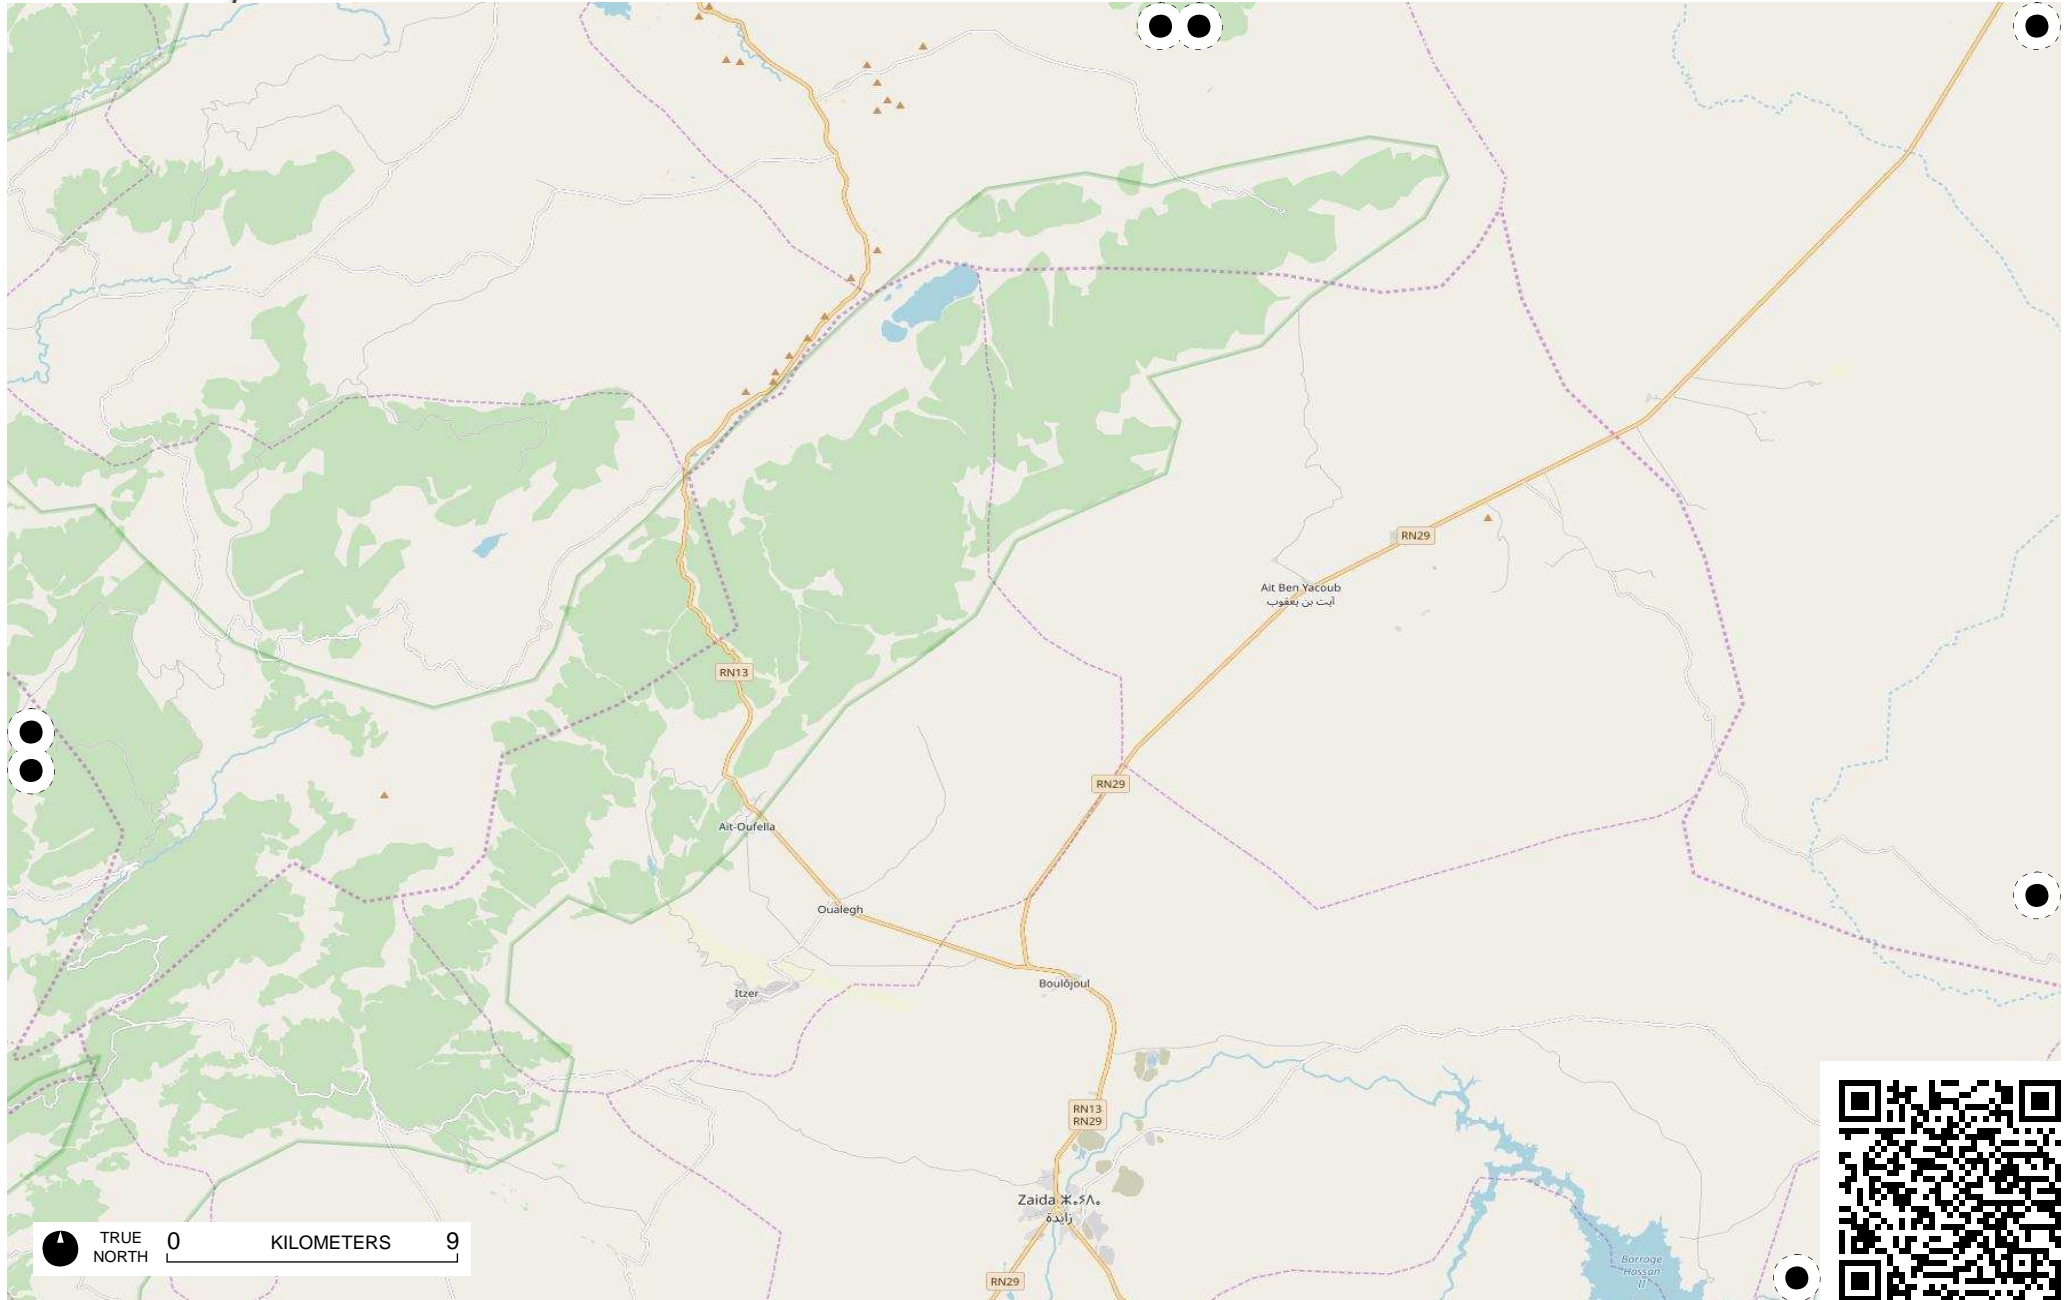 RN29
Ait Ben Yacoub
آيت بن يعقوب
RN13
RN29
Ait-Oufella
Oualegh
Boulôjoul
Itzer
RN13
RN29
Zaida ⵣⴰⵢⴷⴰ
زايدة
TRUE
NORTH
0 KILOMETERS 9
RN29
Barrage
Hassan
II